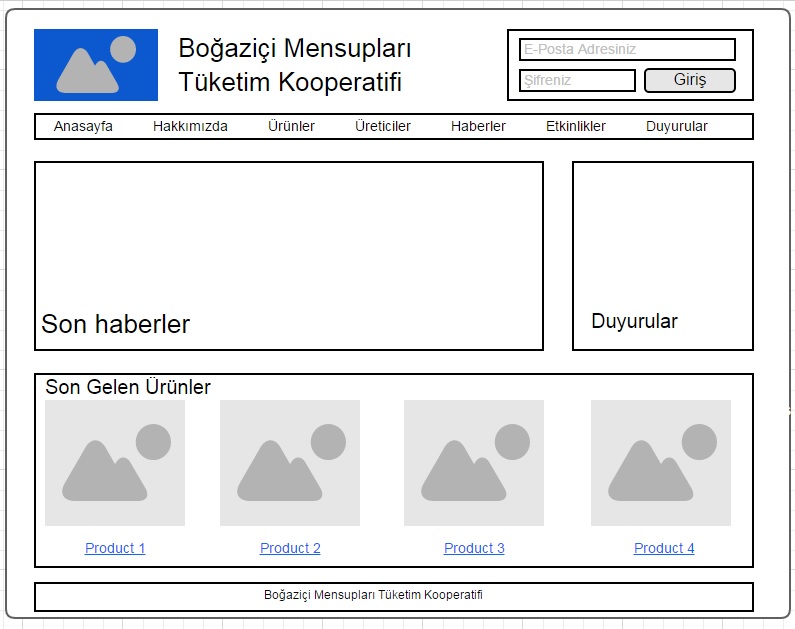 Boğaziçi Mensupları
Tüketim Kooperatifi
E-Posta Adresiniz
Şifreniz
Giriş
Anasayfa Hakkımızda Ürünler Üreticiler Haberler Etkinlikler Duyurular
Son haberler
Duyurular
Son Gelen Ürünler
Product 1 Product 2 Product 3 Product 4
Boğaziçi Mensupları Tüketim Kooperatifi